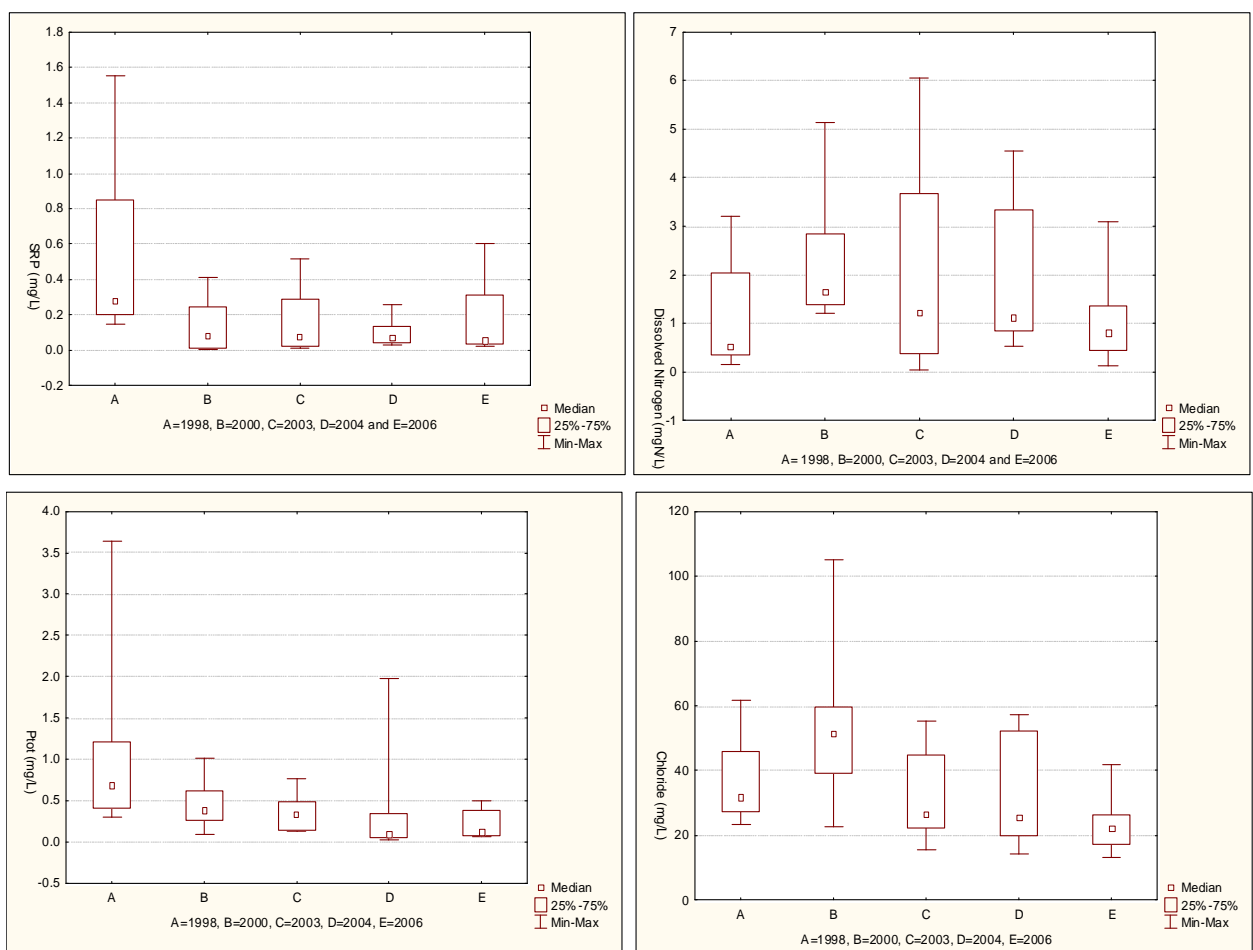 1.8
1.6
1.4
1.2
1.0
0.8
0.6
0.4
0.2
0.0
-0.2
SRP (mg/L)
A B C D E
A=1998, B=2000, C=2003, D=2004 and E=2006
Median
25%-75%
Min-Max
7
6
5
4
3
2
1
0
-1
Dissolved Nitrogen (mgN/L)
A B C D E
A= 1998, B=2000, C=2003, D=2004 and E=2006
Median
25%-75%
Min-Max
4.0
3.5
3.0
2.5
2.0
1.5
1.0
0.5
0.0
-0.5
Ptot (mg/L)
A B C D E
A=1998, B=2000, C=2003, D=2004, E=2006
Median
25%-75%
Min-Max
120
100
80
60
40
20
0
Chloride (mg/L)
A B C D E
A=1998, B=2000, C=2003, D=2004, E=2006
Median
25%-75%
Min-Max